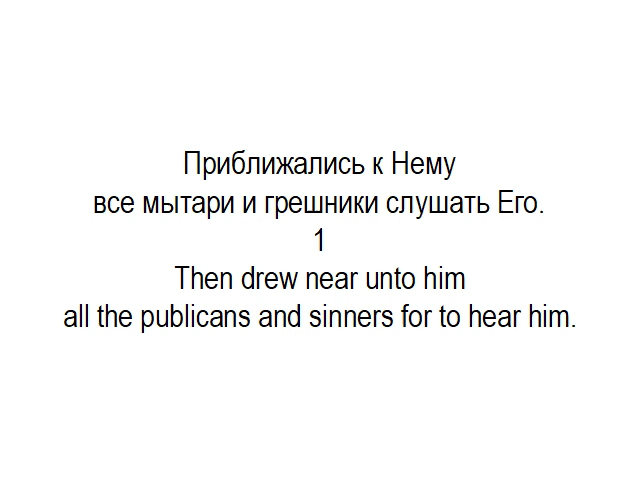 Приближались к Нему
все мытари и грешники слушать Его.
1
Then drew near unto him
all the publicans and sinners for to hear him.